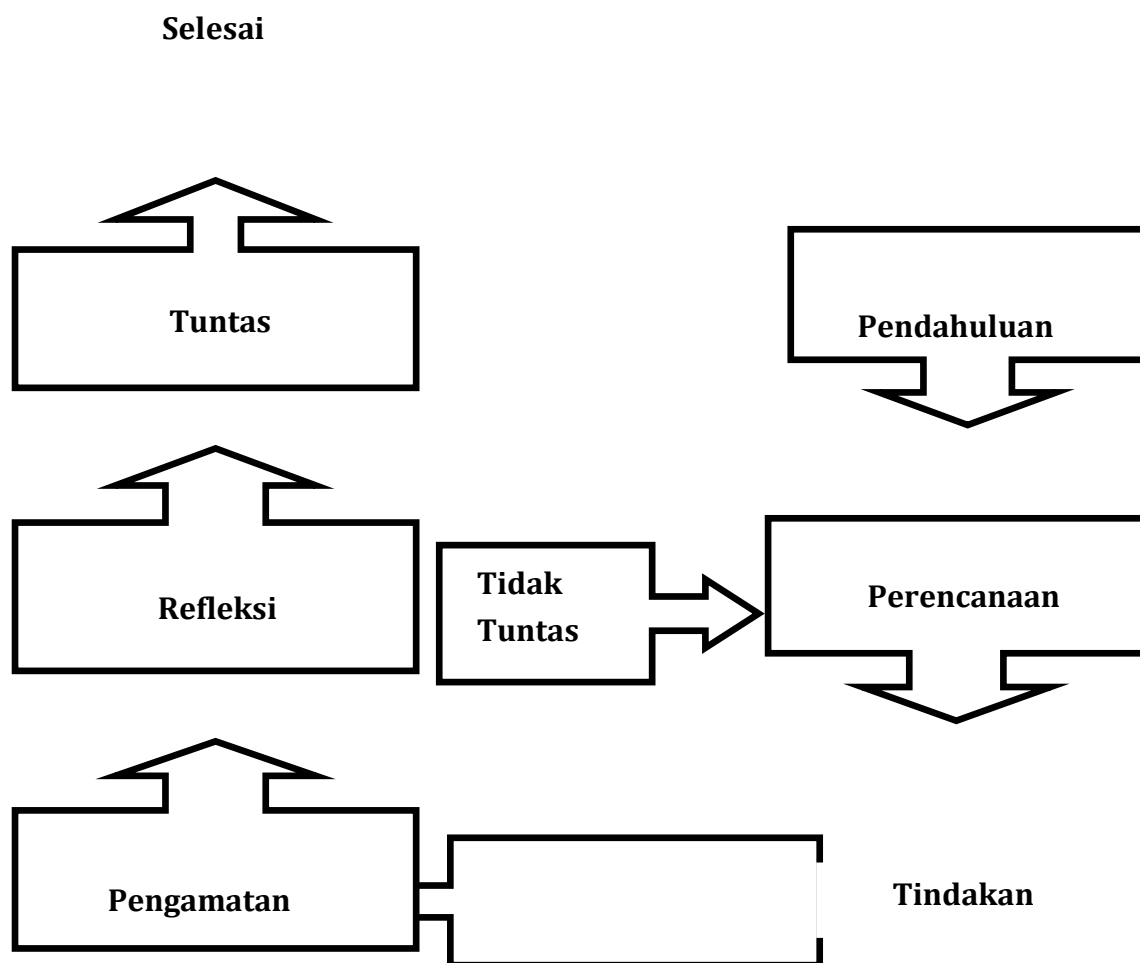 Selesai
Tuntas
Pendahuluan
Refleksi
Tidak
Tuntas
Perencanaan
Pengamatan
Tindakan